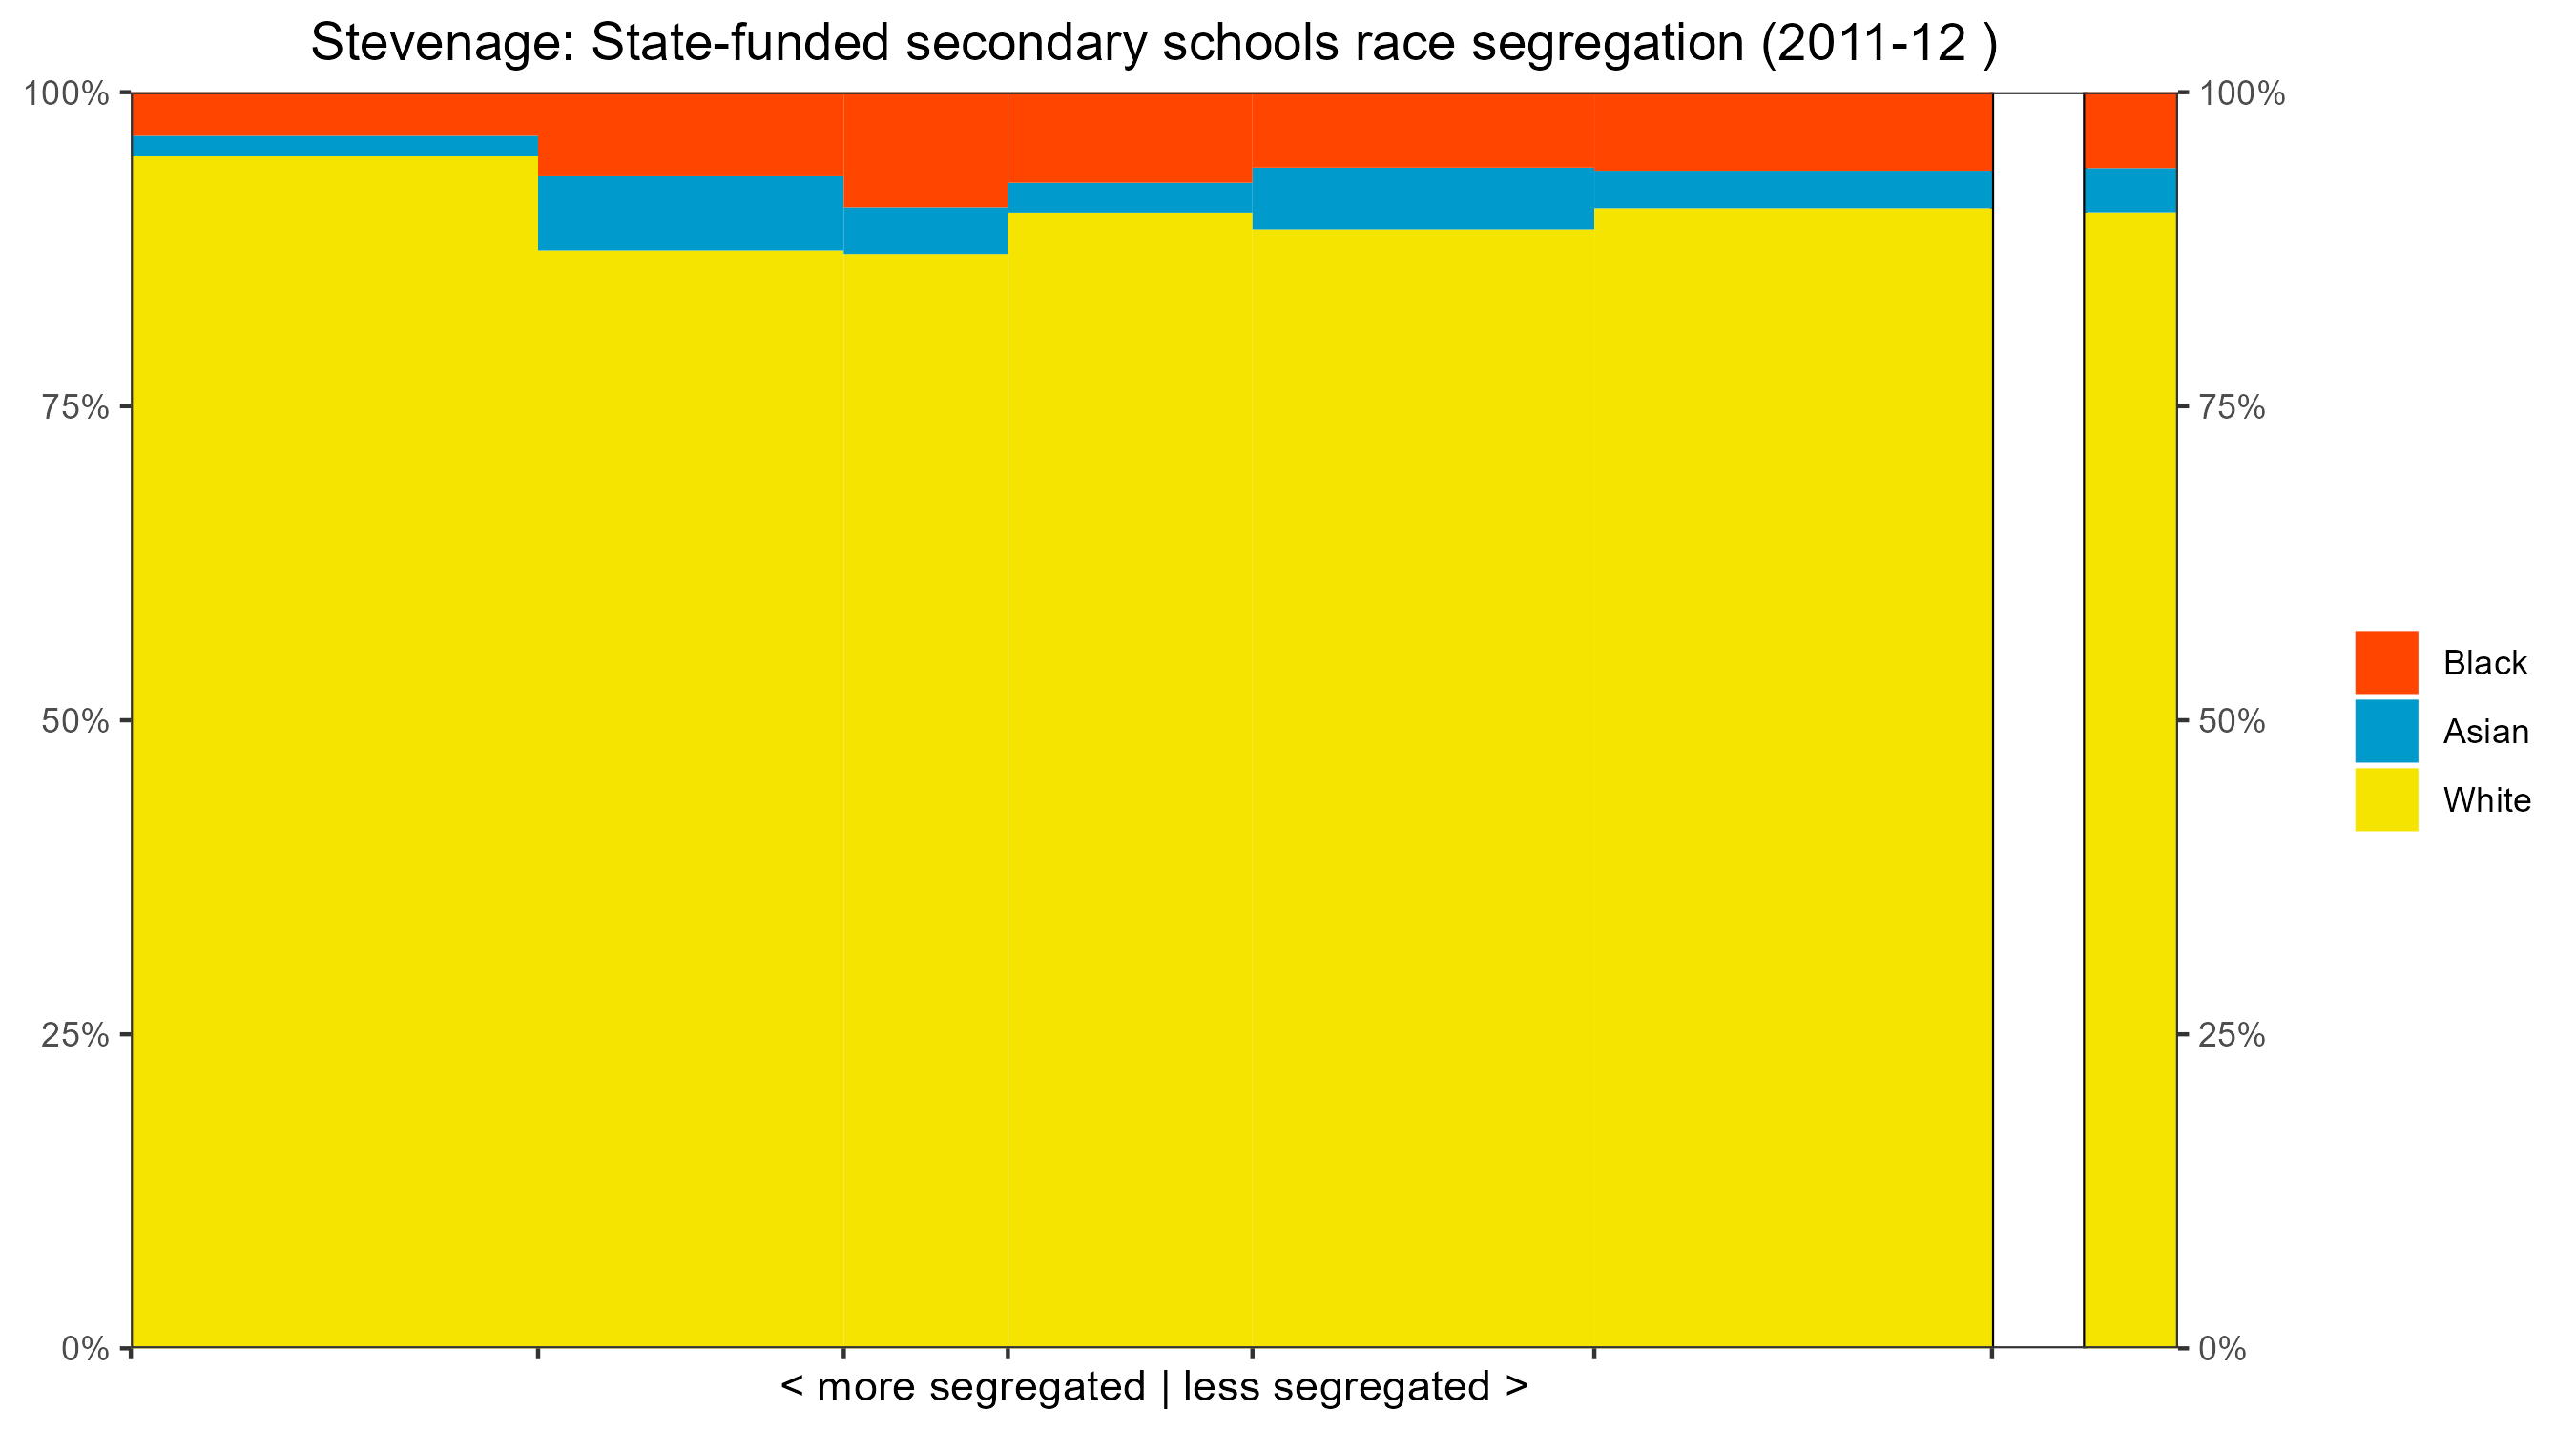 Stevenage: State-funded secondary schools race segregation (2011-12 )
100%
75%
50%
25%
0%
100%
75%
50%
25%
0%
Black
Asian
White
< more segregated | less segregated >